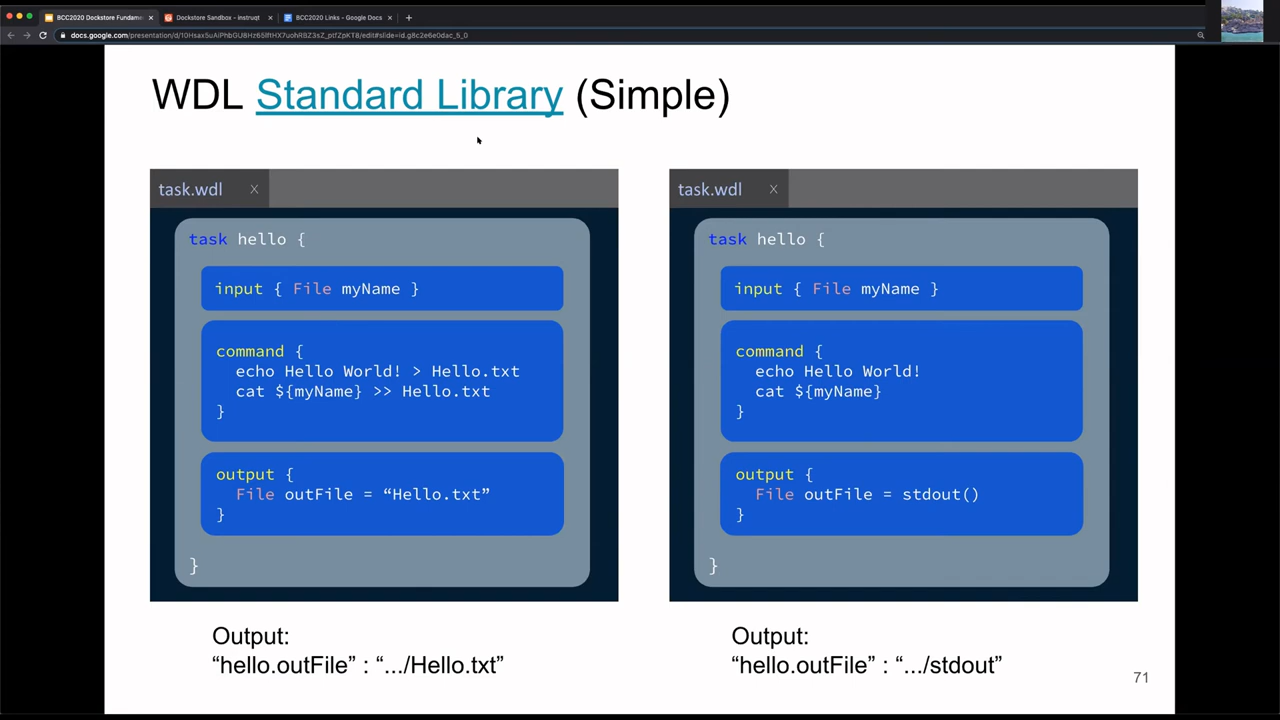 BCC2020 Dockstore Fundame
Dockstore Sandbox - Instruqt
BCC2020 Links - Google Docs
WDL Standard Library (Simple)
task.wdl X
task hello {
input { File myName }
command {
echo Hello World! > Hello.txt
cat ${myName} >> Hello.txt
}
output {
File outFile = “Hello.txt”
}
}
Output:
“hello.outFile” : “.../Hello.txt”
task.wdl X
task hello {
input { File myName }
command {
echo Hello World!
cat ${myName}
}
output {
File outFile = stdout()
}
}
Output:
“hello.outFile” : “.../stdout”
71